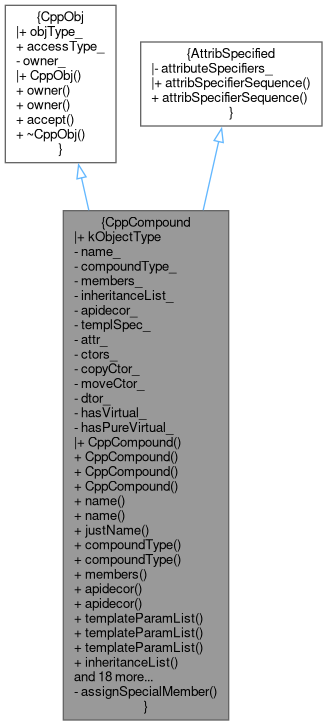 {CppObj
|+ objType_
+ accessType_
- owner_
|+ CppObj()
+ owner()
+ owner()
+ accept()
+ ~CppObj()
}
{AttribSpecified
|- attributeSpecifiers_
|+ attribSpecifierSequence()
+ attribSpecifierSequence()
}
{CppCompound
|+ kObjectType
- name_
- compoundType_
- members_
- inheritanceList_
- apidecor_
- templSpec_
- attr_
- ctors_
- copyCtor_
- moveCtor_
- dtor_
- hasVirtual_
- hasPureVirtual_
|+ CppCompound()
+ CppCompound()
+ CppCompound()
+ CppCompound()
+ name()
+ name()
+ justName()
+ compoundType()
+ compoundType()
+ members()
+ apidecor()
+ apidecor()
+ templateParamList()
+ templateParamList()
+ templateParamList()
+ inheritanceList()
and 18 more...
- assignSpecialMember()
}